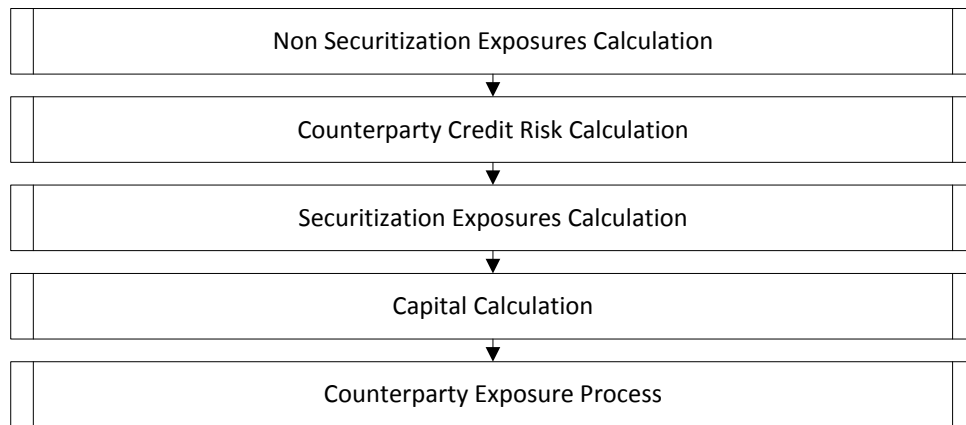 Non Securitization Exposures Calculation
Counterparty Credit Risk Calculation
Securitization Exposures Calculation
Capital Calculation
Counterparty Exposure Process